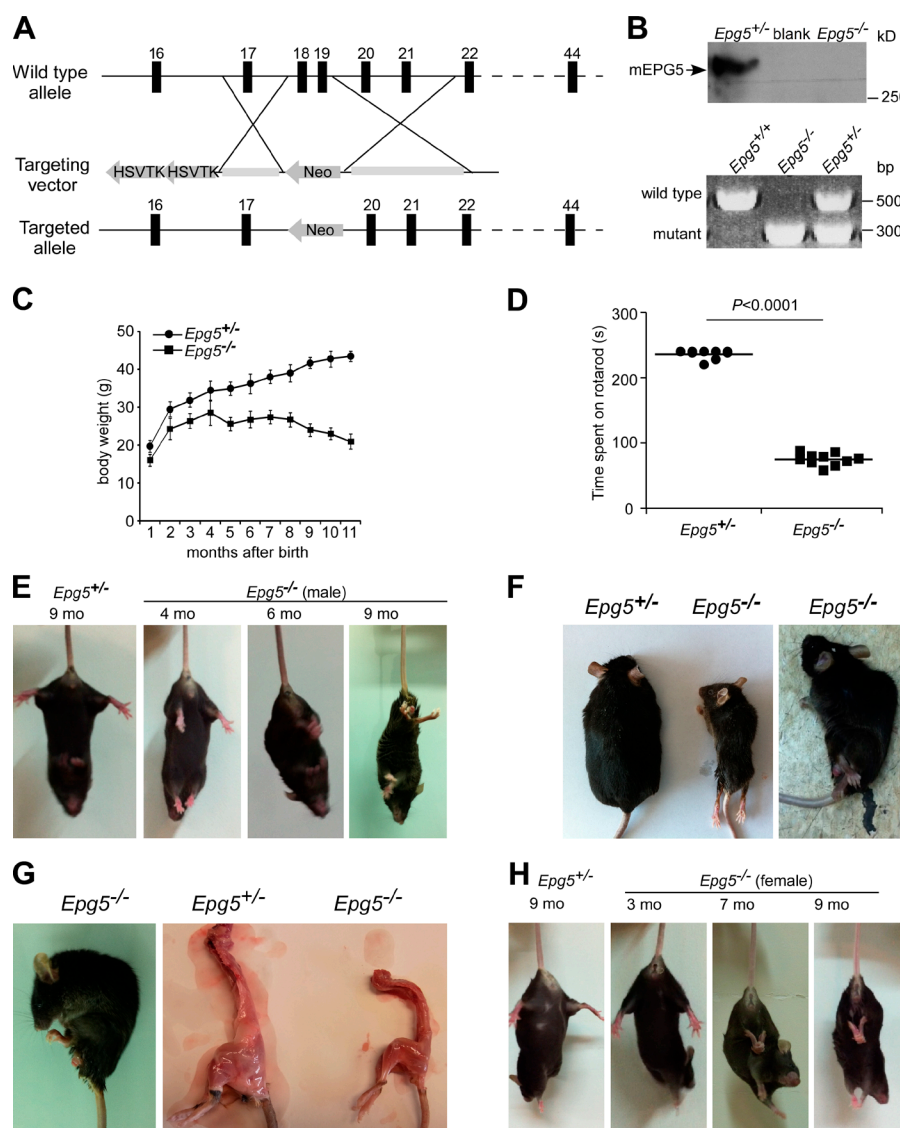 A
16 17 18 19 20 21 22 44
Wild type
allele
Targeting
vector
HSVTK HSVTK Neo
16 17 20 21 22 44
Targeted
allele
Neo
B
Epg5+/- blank Epg5-/- kD
mEPG5
250
Epg5+/+ Epg5-/- Epg5+/-
bp
wild type
500
mutant
300
C
Epg5+/-
Epg5-/-
50
40
30
20
10
0
body weight (g)
1 2 3 4 5 6 7 8 9 10 11
months after birth
D
P<0.0001
300
200
100
0
Time spent on rotarod (s)
Epg5+/- Epg5-/-
E
Epg5+/- Epg5-/- (male)
9 mo 4 mo 6 mo 9 mo
F
Epg5+/- Epg5-/- Epg5-/-
G
Epg5-/- Epg5+/- Epg5-/-
H
Epg5+/- Epg5-/- (female)
9 mo 3 mo 7 mo 9 mo